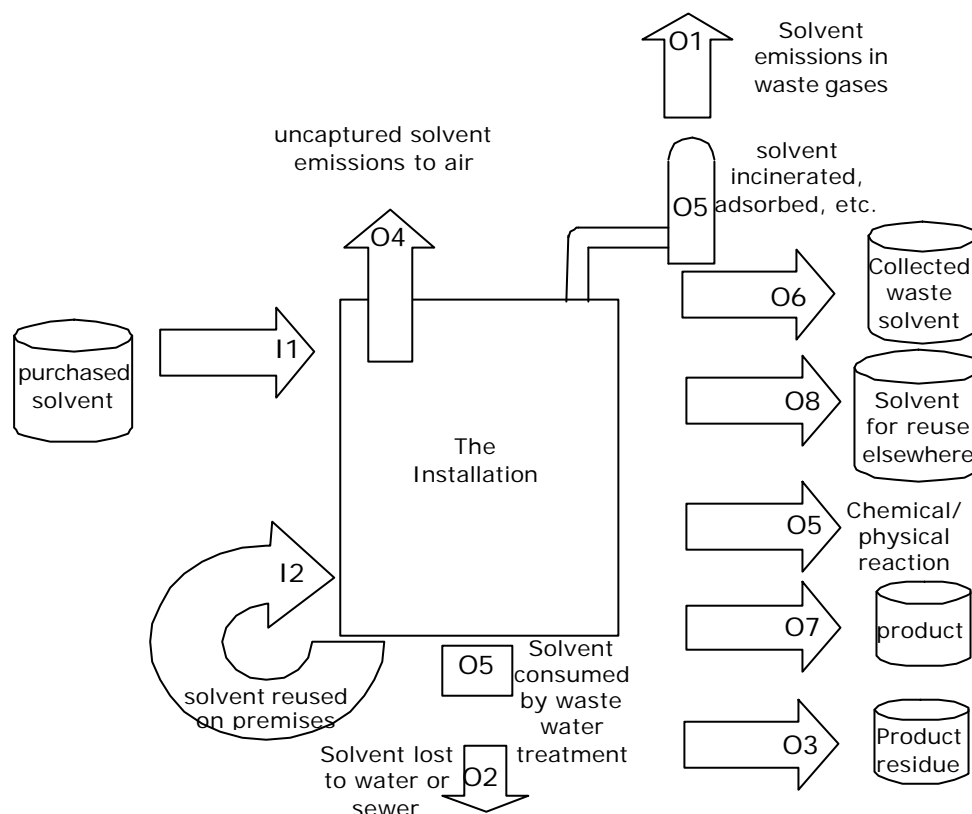 O1
Solvent
emissions in
waste gases
uncaptured solvent
emissions to air
solvent
incinerated,
adsorbed, etc.
O5
O4
O6
Collected
waste
solvent
purchased
solvent
I1
O8
Solvent
for reuse
elsewhere
The
Installation
O5
Chemical/
physical
reaction
I2
O7
product
solvent reused
on premises
O5
Solvent
consumed
by waste
water
treatment
Solvent lost
to water or
sewer
O2
O3
Product
residue